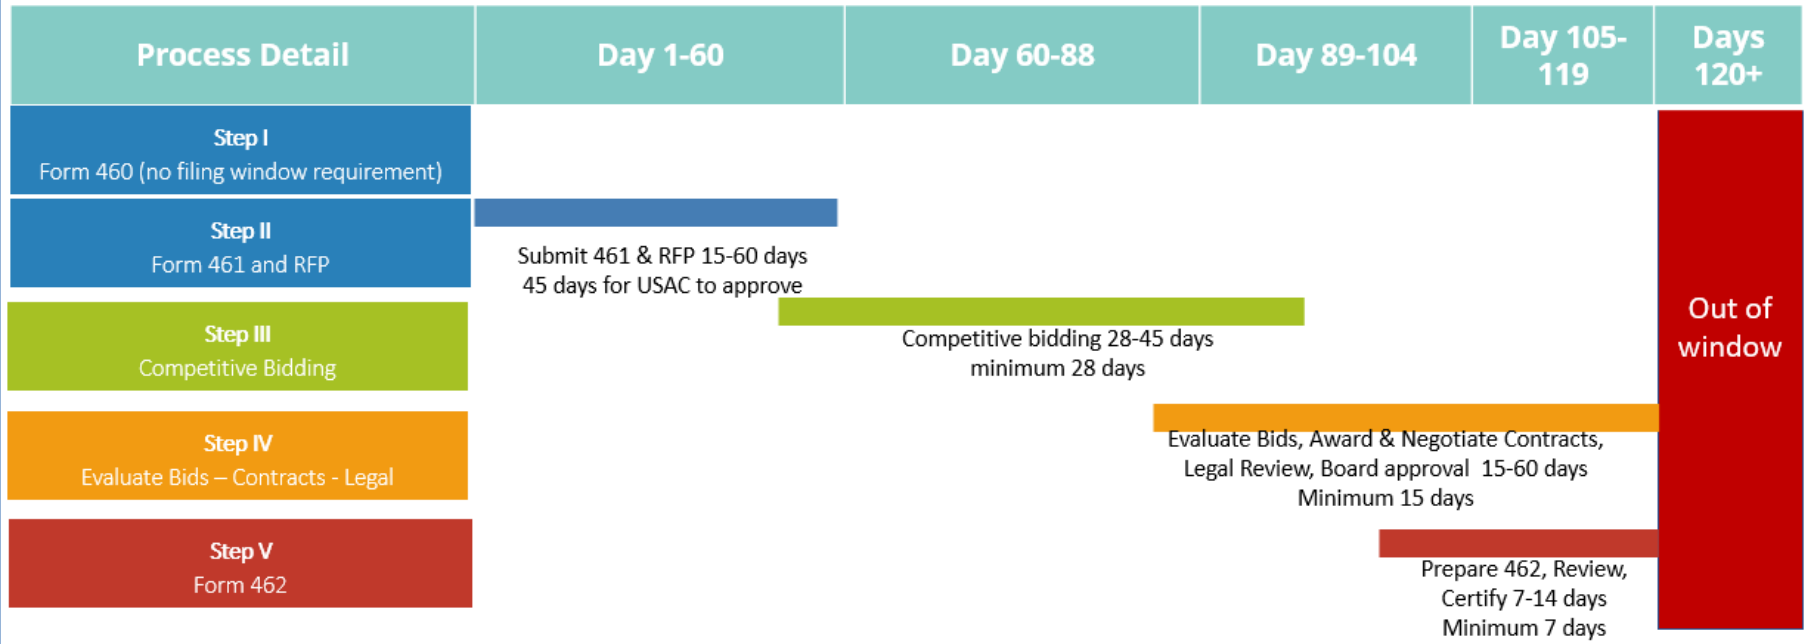 Process Detail
Day 1-60
Day 60-88
Day 89-104
Day 105-
119
Days
120+
Step I
Form 460 (no filing window requirement)
Step II
Form 461 and RFP
Submit 461 & RFP 15-60 days
45 days for USAC to approve
Step III
Competitive Bidding
Competitive bidding 28-45 days
minimum 28 days
Out of
window
Step IV
Evaluate Bids – Contracts - Legal
Evaluate Bids, Award & Negotiate Contracts,
Legal Review, Board approval  15-60 days
Minimum 15 days
Step V
Form 462
Prepare 462, Review,
Certify 7-14 days
Minimum 7 days